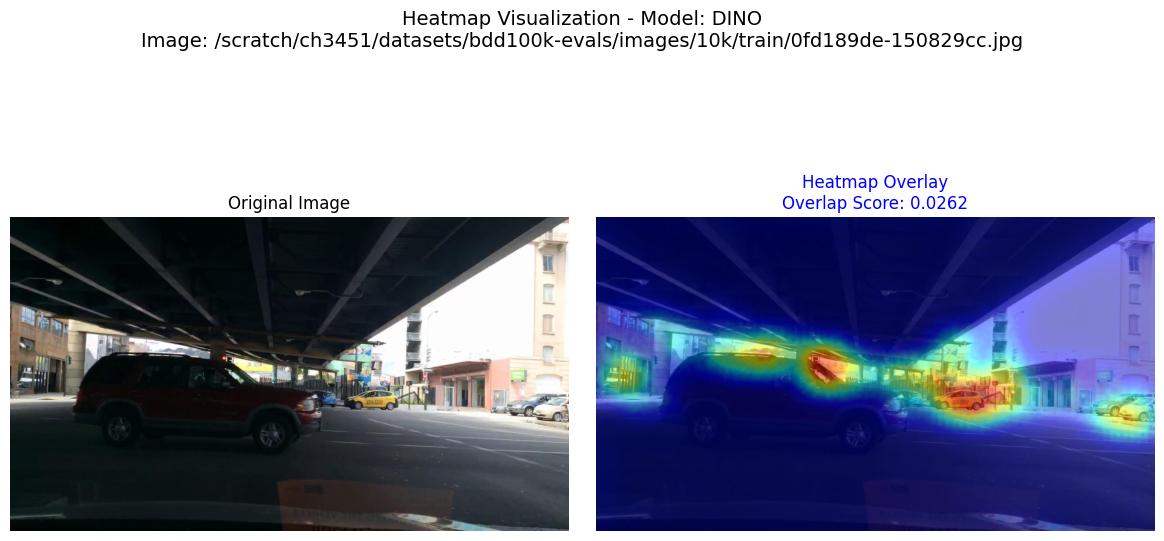 Heatmap Visualization - Model: DINO
Image: /scratch/ch3451/datasets/bdd100k-evals/images/10k/train/0fd189de-150829cc.jpg
Original Image
Heatmap Overlay
Overlap Score: 0.0262